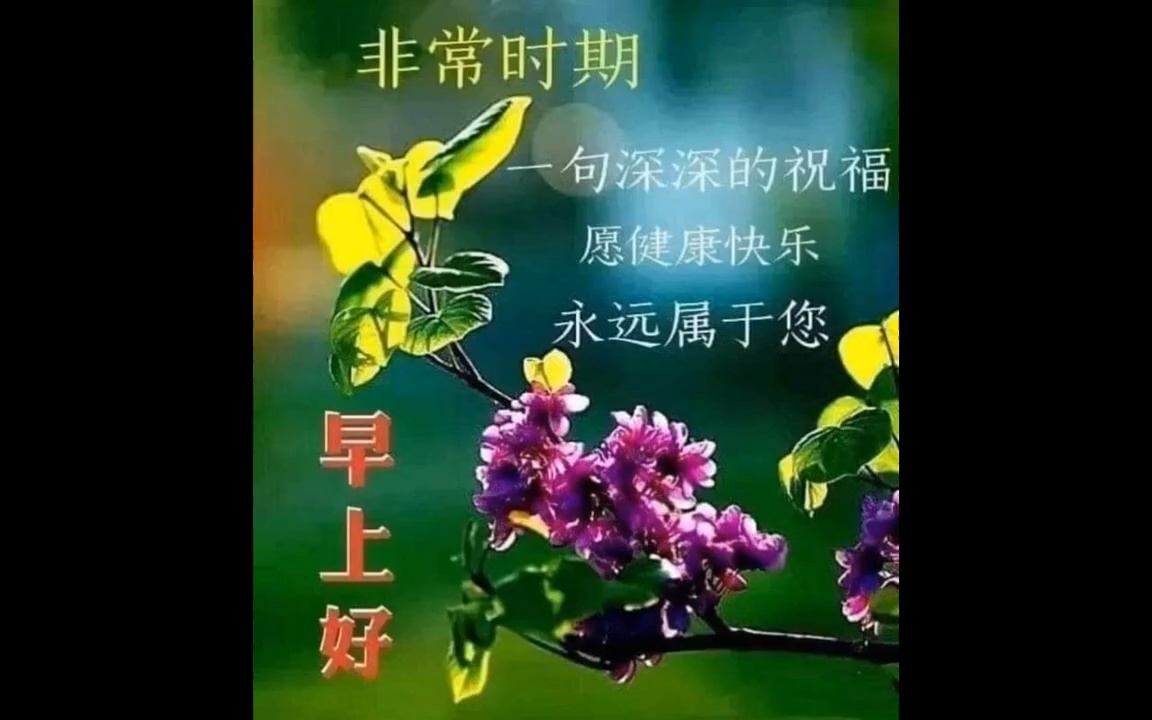 非常时期
一句深深的祝福
愿健康快乐
永远属于您
早上好